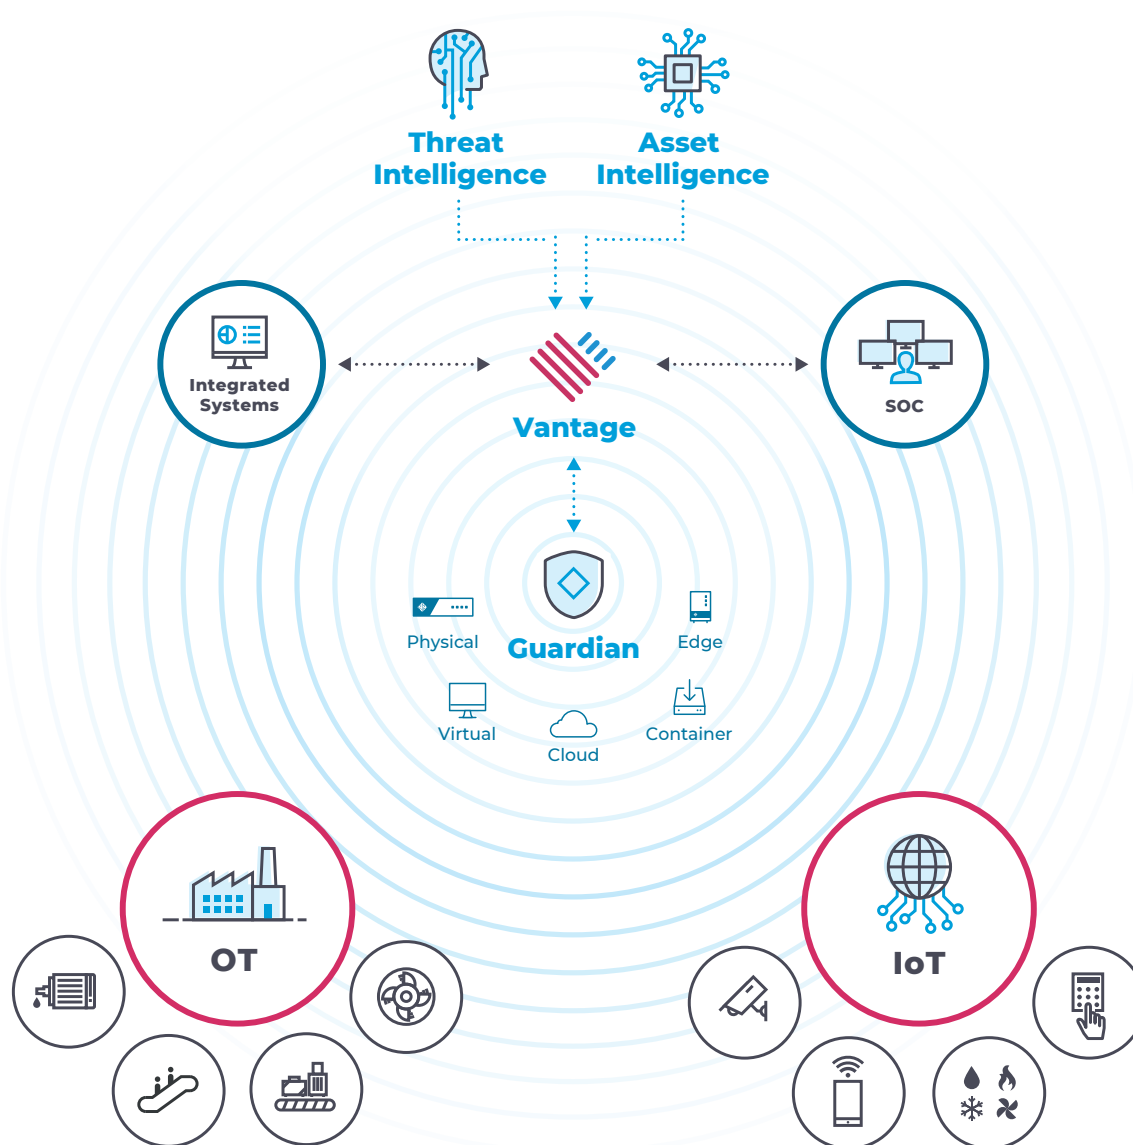 Threat
Intelligence
Asset
Intelligence
Integrated
Systems
SOC
Vantage
Physical
Guardian
Edge
Virtual
Cloud
Container
OT
IoT